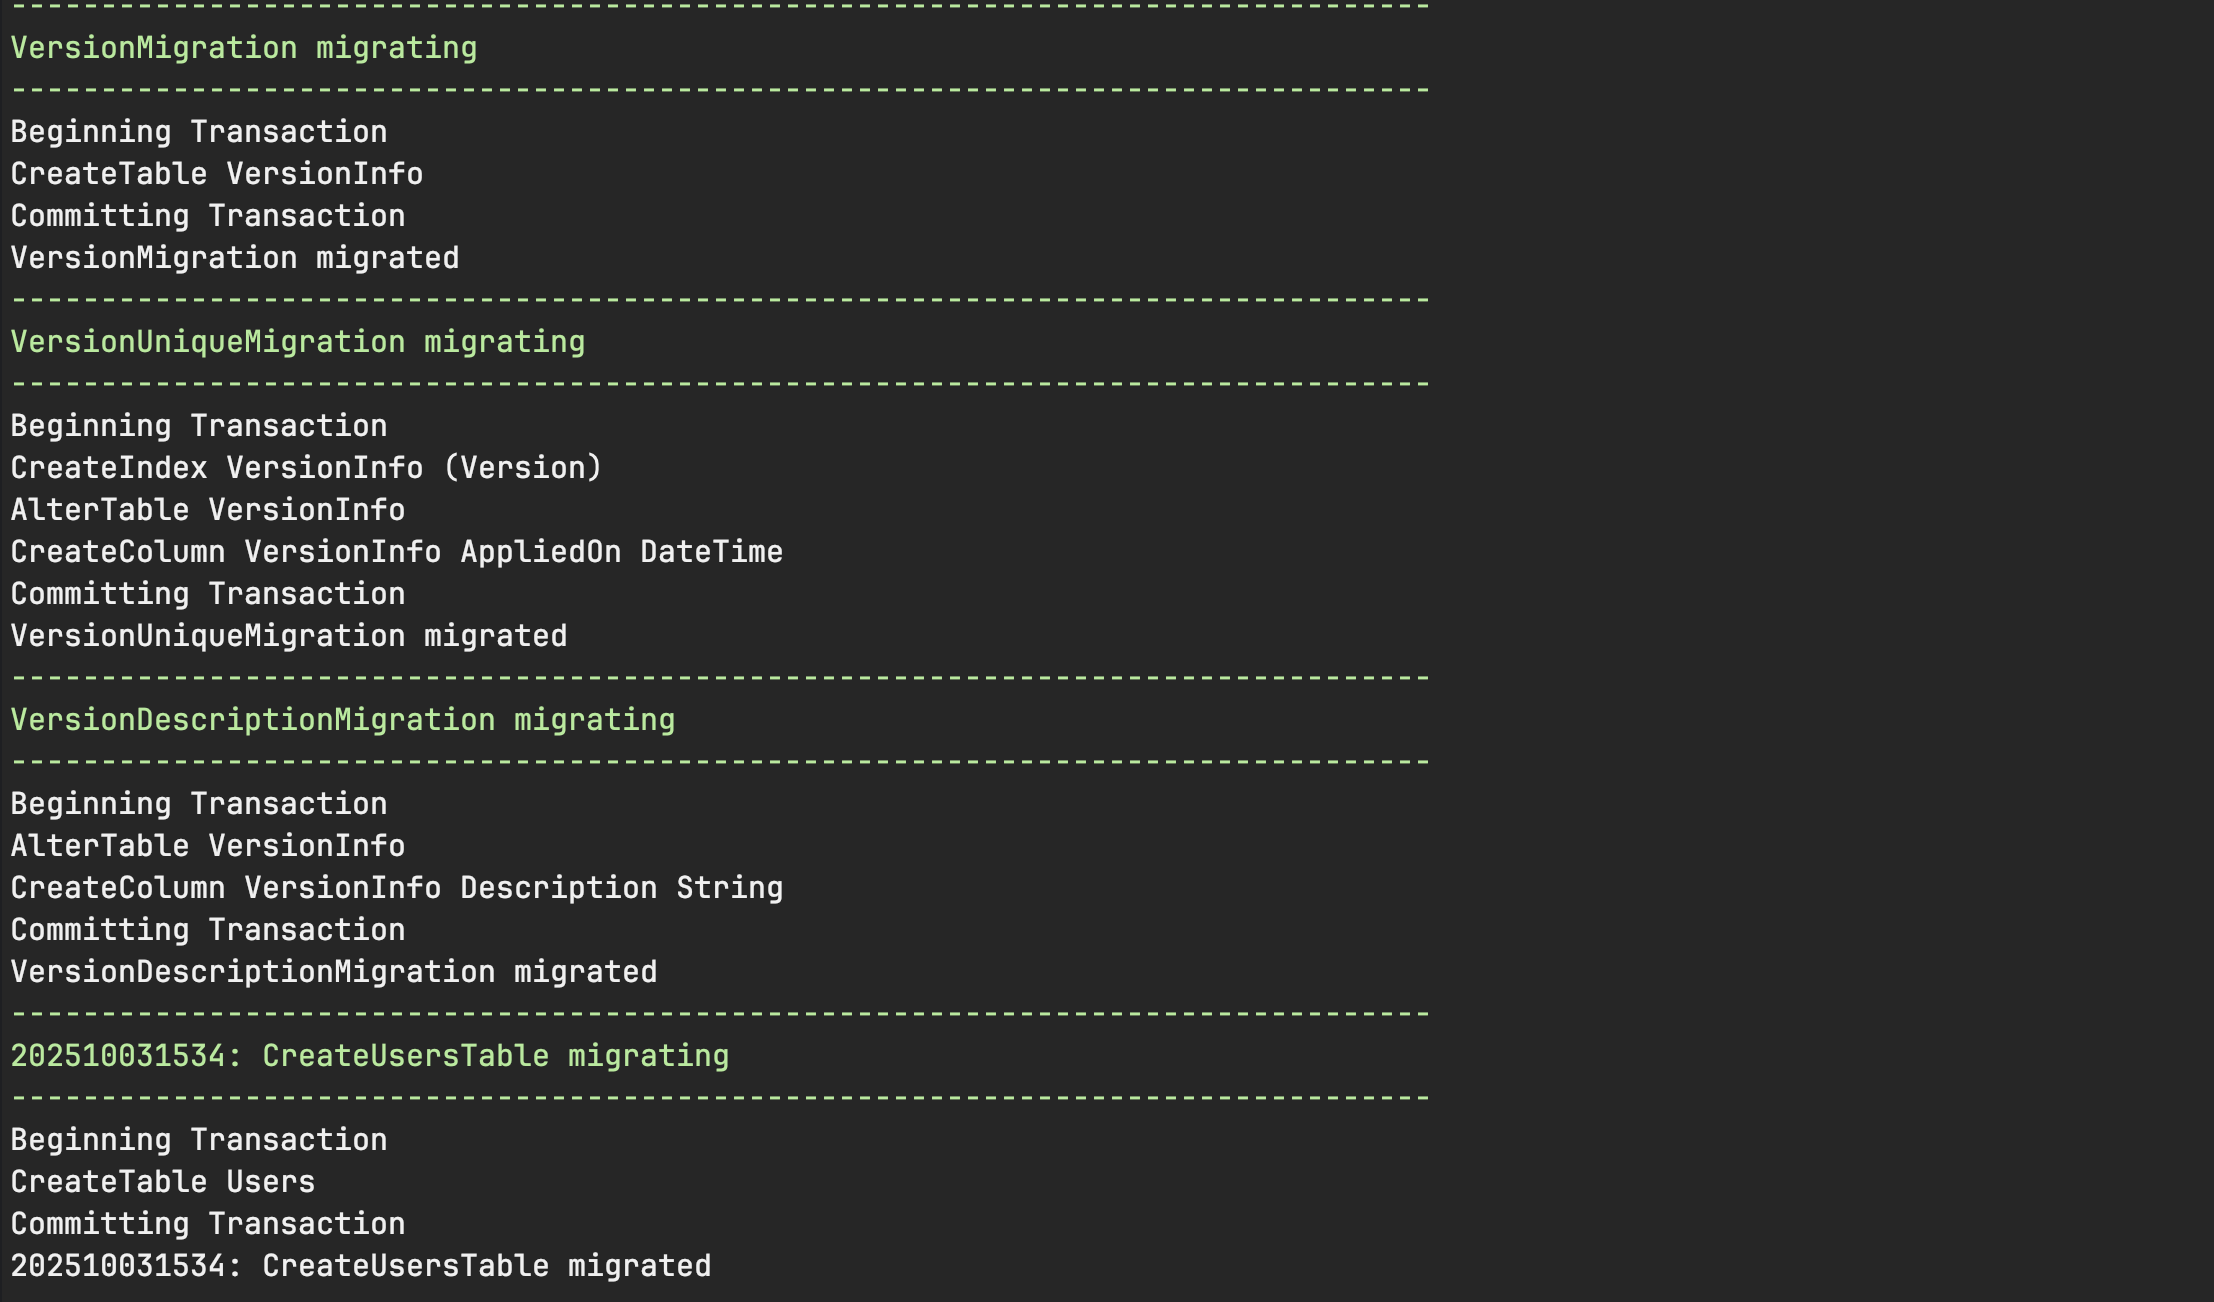 -------------------------------------------------------------------------------
VersionMigration migrating
-------------------------------------------------------------------------------
Beginning Transaction
CreateTable VersionInfo
Committing Transaction
VersionMigration migrated
-------------------------------------------------------------------------------
VersionUniqueMigration migrating
-------------------------------------------------------------------------------
Beginning Transaction
CreateIndex VersionInfo (Version)
AlterTable VersionInfo
CreateColumn VersionInfo AppliedOn DateTime
Committing Transaction
VersionUniqueMigration migrated
-------------------------------------------------------------------------------
VersionDescriptionMigration migrating
-------------------------------------------------------------------------------
Beginning Transaction
AlterTable VersionInfo
CreateColumn VersionInfo Description String
Committing Transaction
VersionDescriptionMigration migrated
-------------------------------------------------------------------------------
202510031534: CreateUsersTable migrating
-------------------------------------------------------------------------------
Beginning Transaction
CreateTable Users
Committing Transaction
202510031534: CreateUsersTable migrated